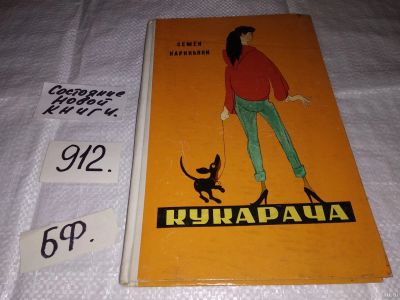 Состояние
новой
книги.
912.
БФ.
СЕМЁН
НАРИНЬЯНИ
КУКАРАЧА